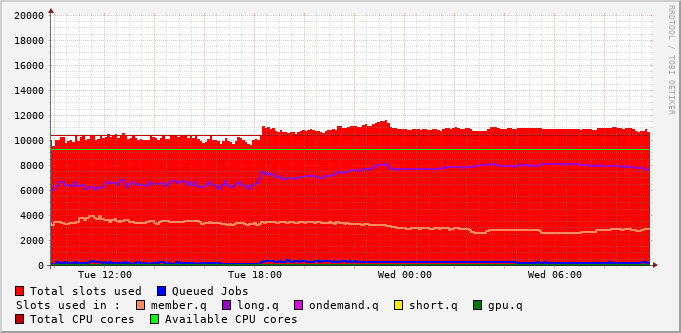 20000
18000
16000
14000
12000
10000
8000
6000
4000
2000
0
Tue 12:00 Tue 18:00 Wed 00:00 Wed 06:00
RRDTOOL / TOBI OETIKER
Total slots used Queued Jobs
Slots used in : member.q long.q ondemand.q short.q gpu.q
Total CPU cores Available CPU cores